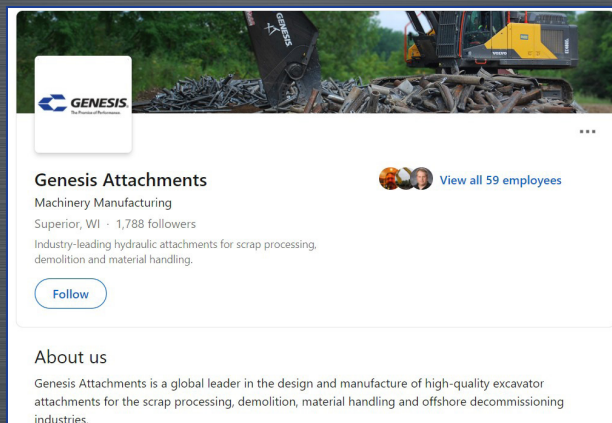 GENESIS
GENESIS.
The Promise of Performance.
Genesis Attachments
View all 59 employees
Machinery Manufacturing
Superior, WI · 1,788 followers
Industry-leading hydraulic attachments for scrap processing,
demolition and material handling.
Follow
About us
Genesis Attachments is a global leader in the design and manufacture of high-quality excavator
attachments for the scrap processing, demolition, material handling and offshore decommissioning
industries.